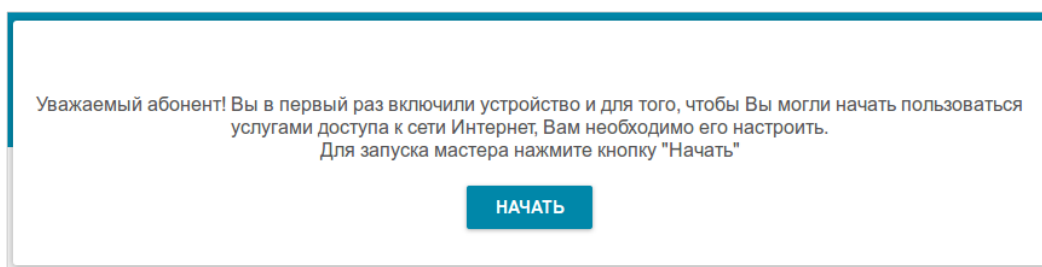 Уважаемый абонент! Вы в первый раз включили устройство и для того, чтобы Вы могли начать пользоваться
услугами доступа к сети Интернет, Вам необходимо его настроить.
Для запуска мастера нажмите кнопку "Начать"
НАЧАТЬ